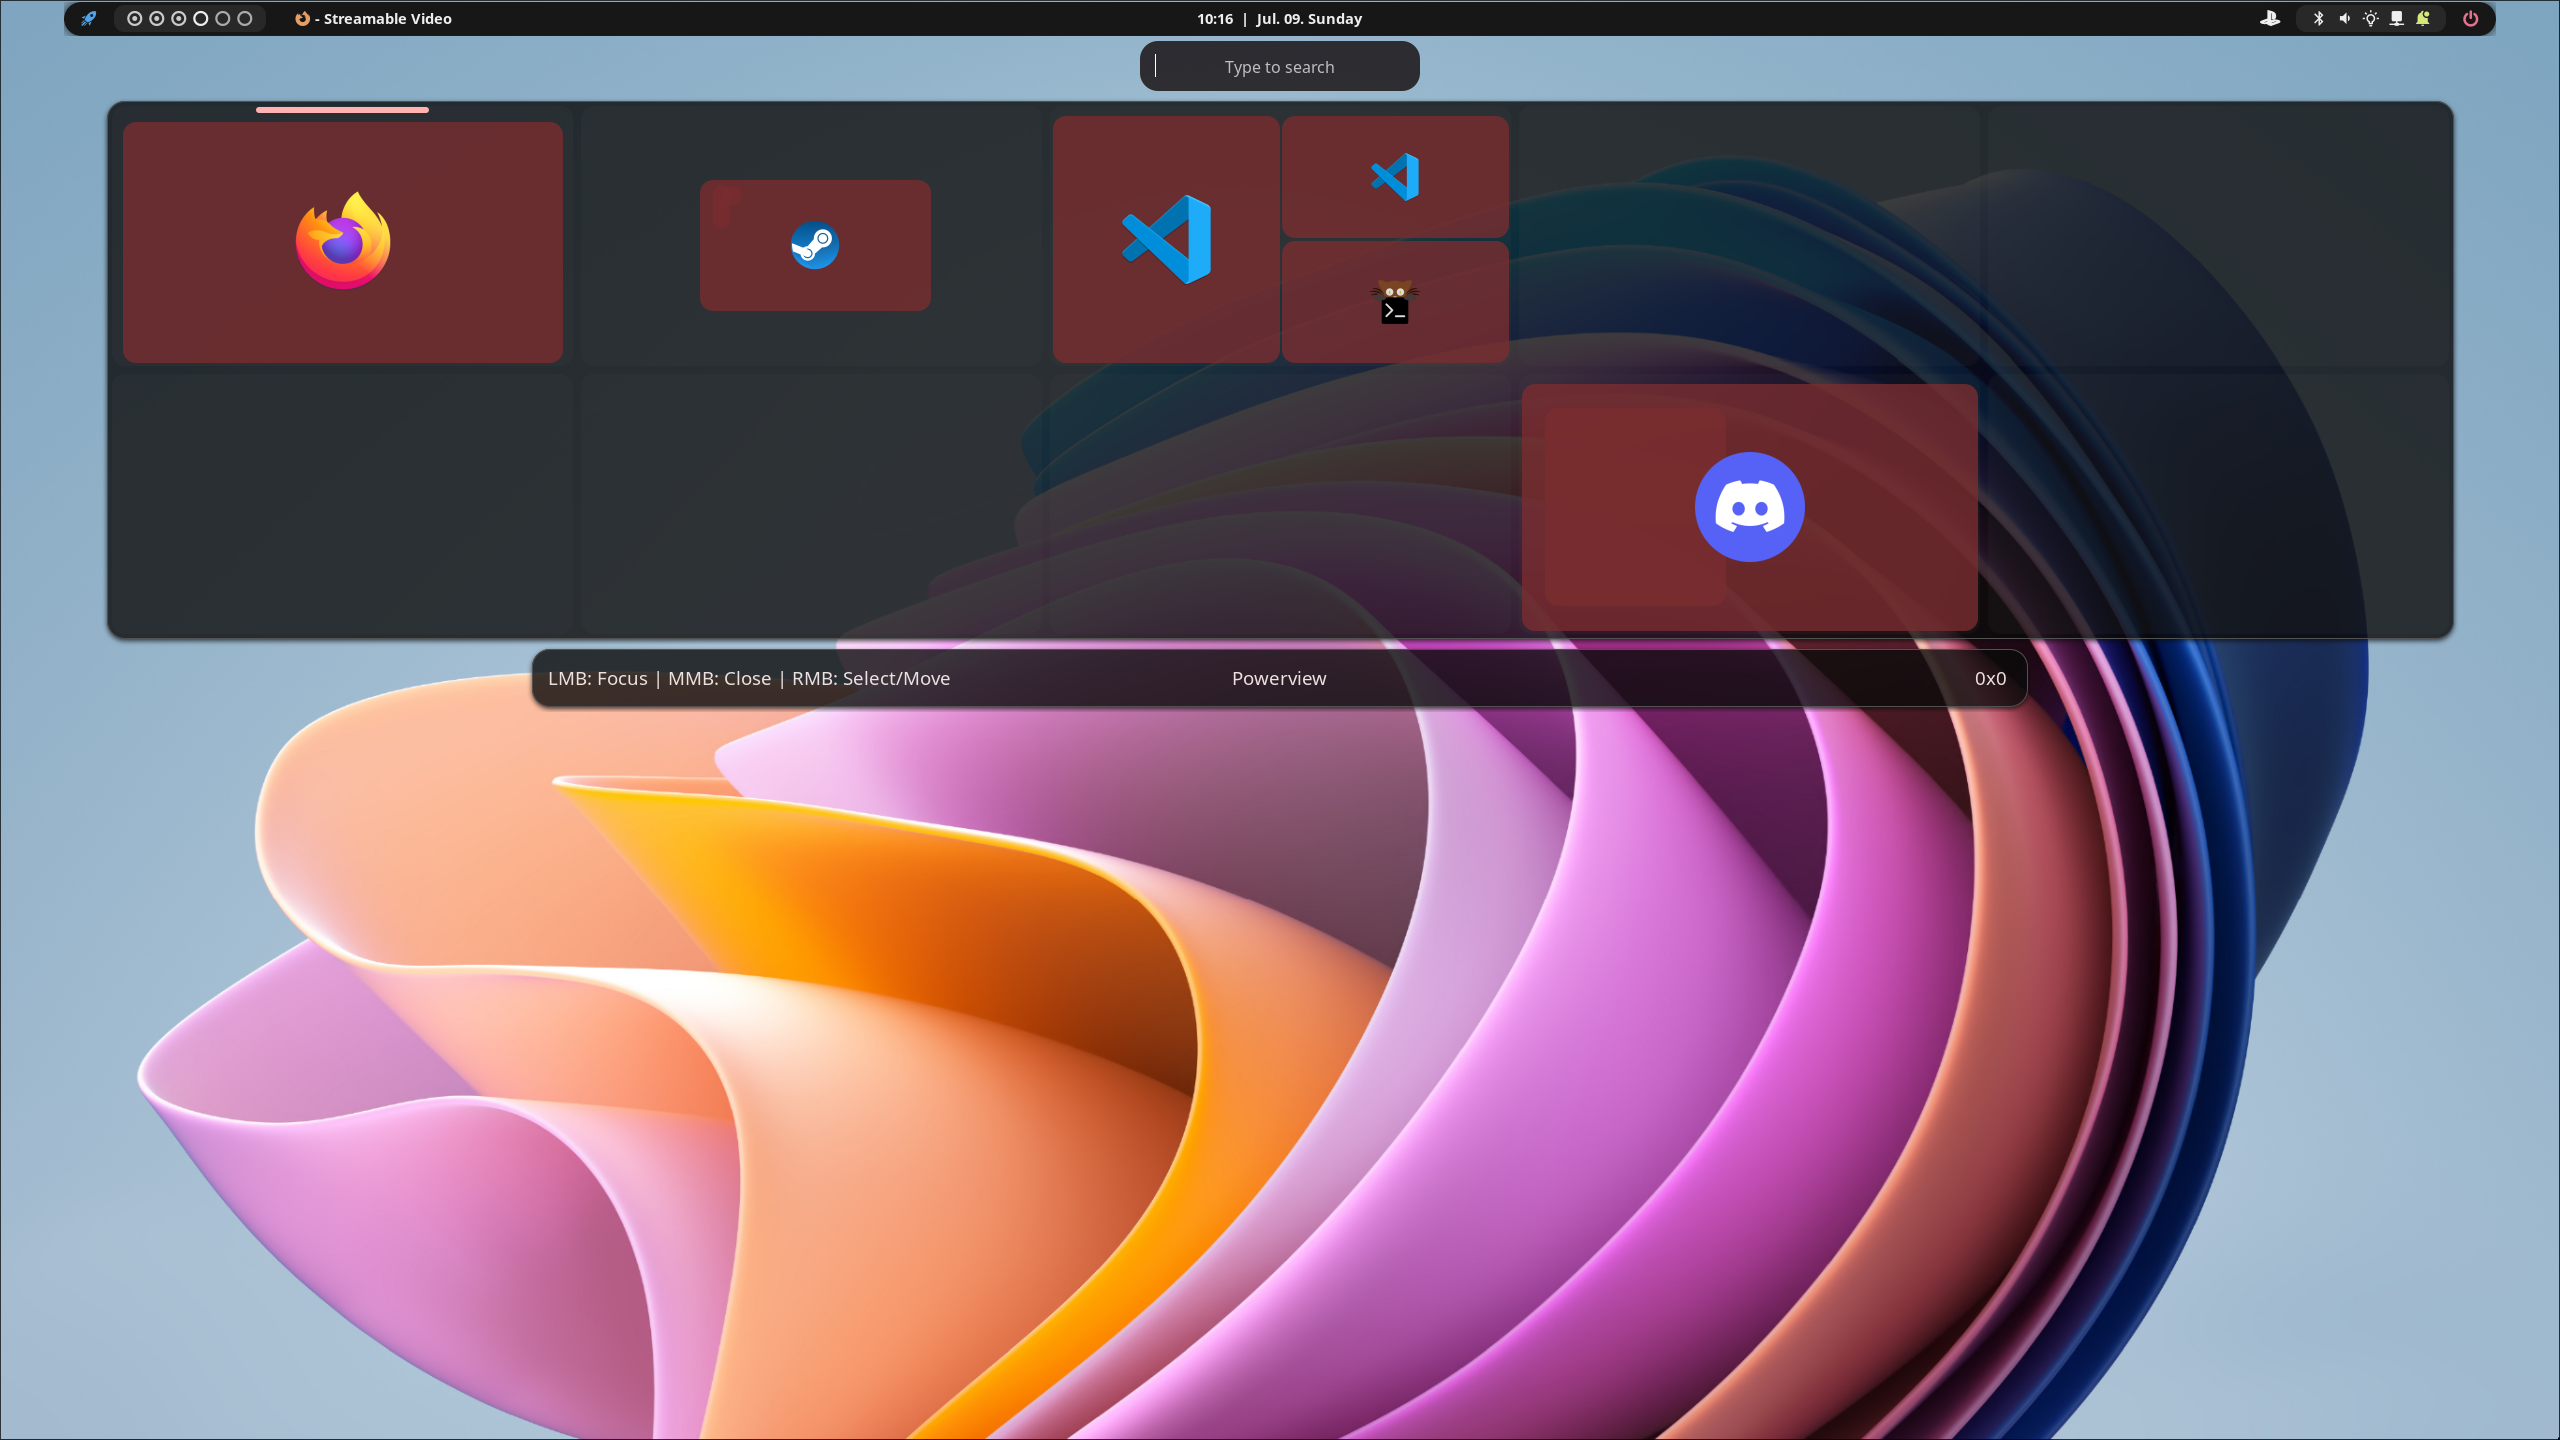 - Streamable Video
10:16 | Jul. 09. Sunday
Type to search
LMB: Focus | MMB: Close | RMB: Select/Move
Powerview
0x0